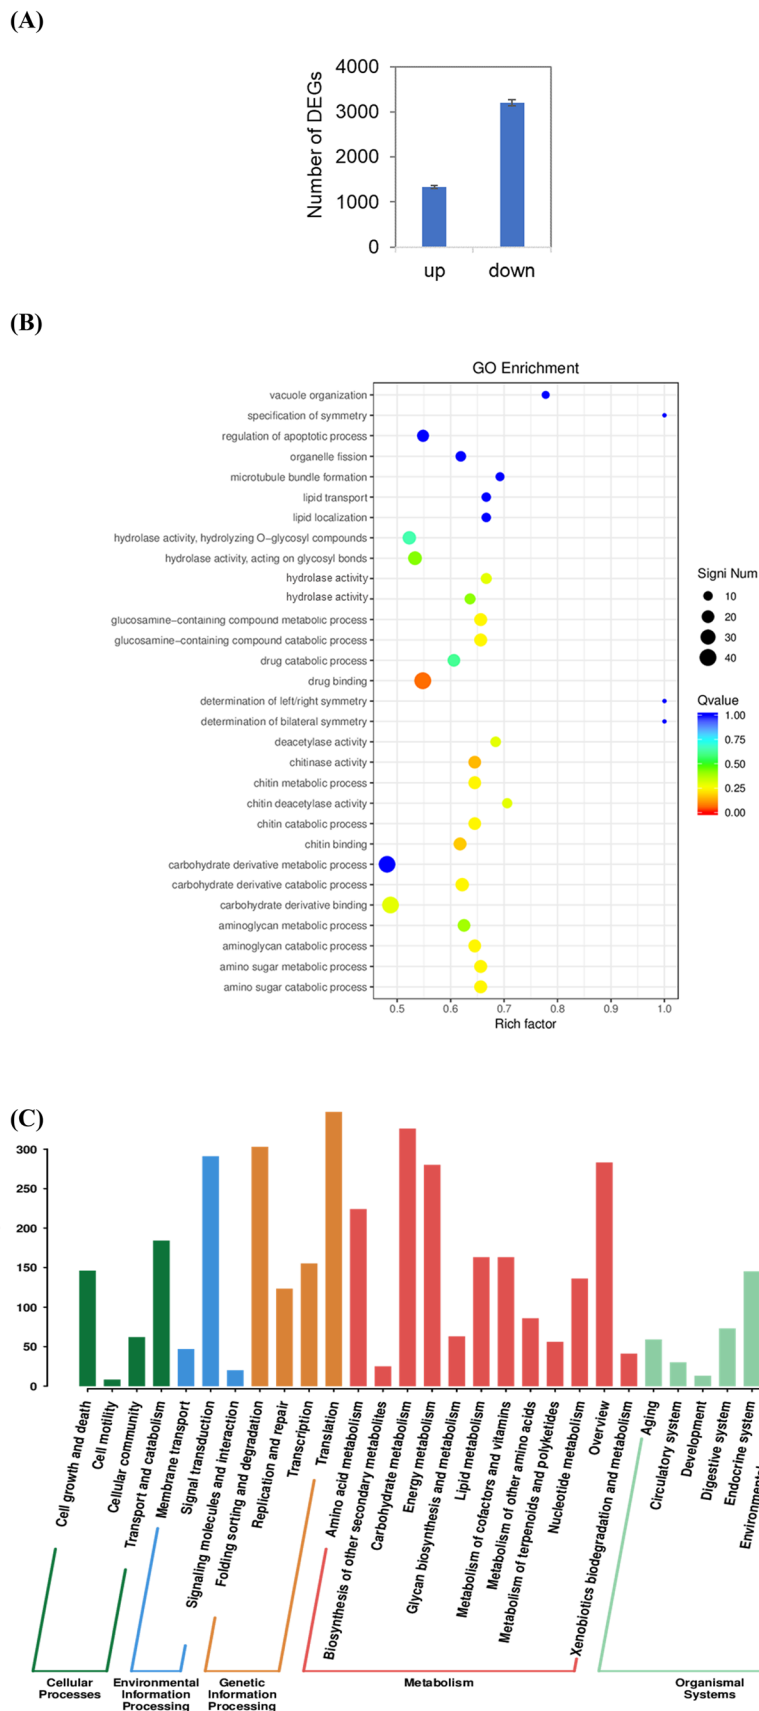 (A)
4000
3000
2000
1000
0
Number of DEGs
up
down
(B)
GO Enrichment
vacuole organization
specification of symmetry
regulation of apoptotic process
organelle fission
microtubule bundle formation
lipid transport
lipid localization
hydrolase activity, hydrolyzing O−glycosyl compounds
hydrolase activity, acting on glycosyl bonds
hydrolase activity
hydrolase activity
glucosamine−containing compound metabolic process
glucosamine−containing compound catabolic process
drug catabolic process
drug binding
determination of left/right symmetry
determination of bilateral symmetry
deacetylase activity
chitinase activity
chitin metabolic process
chitin deacetylase activity
chitin catabolic process
chitin binding
carbohydrate derivative metabolic process
carbohydrate derivative catabolic process
carbohydrate derivative binding
aminoglycan metabolic process
aminoglycan catabolic process
amino sugar metabolic process
amino sugar catabolic process
0.5 0.6 0.7 0.8 0.9 1.0
Rich factor
Signi Num
10
20
30
40
Qvalue
1.00
0.75
0.50
0.25
0.00
(C)
300
250
200
150
100
50
0
Cell growth and death
Cell motility
Cellular community
Transport and catabolism
Membrane transport
Signal transduction
Signaling molecules and interaction
Folding sorting and degradation
Replication and repair
Transcription
Translation
Amino acid metabolism
Biosynthesis of other secondary metabolites
Carbohydrate metabolism
Energy metabolism
Glycan biosynthesis and metabolism
Lipid metabolism
Metabolism of cofactors and vitamins
Metabolism of other amino acids
Metabolism of terpenoids and polyketides
Nucleotide metabolism
Overview
Xenobiotics biodegradation and metabolism
Aging
Circulatory system
Development
Digestive system
Endocrine system
Environmental
Cellular
Processes
Environmental
Information
Processing
Genetic
Information
Processing
Metabolism
Organismal
Systems